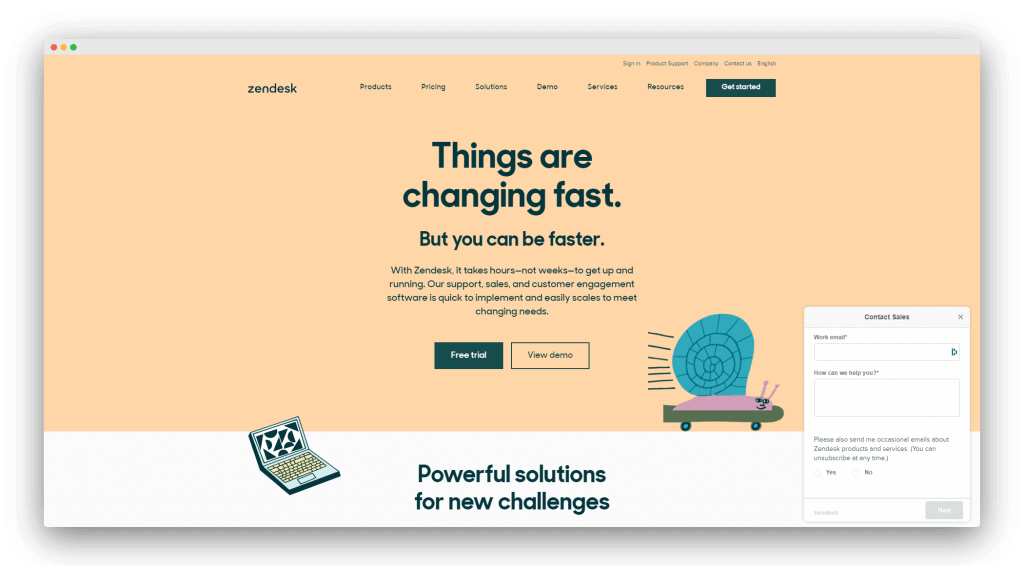 Sign in Product Support Company Contact us English
zendesk Products Pricing Solutions Demo Services Resources Get started
Things are
changing fast.
But you can be faster.
With Zendesk, it takes hours—not weeks—to get up and
running. Our support, sales, and customer engagement
software is quick to implement and easily scales to meet
changing needs.
Free trial View demo
Powerful solutions
for new challenges
Contact Sales
Work email*
How can we help you?*
Please also send me occasional emails about
Zendesk products and services. (You can
unsubscribe at any time.)
Yes No
zendesk Next